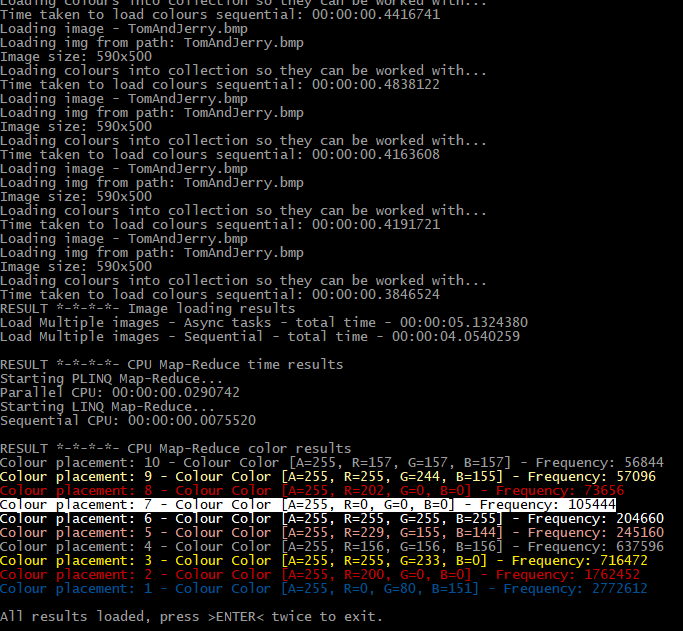 Loading colours into collection so they can be worked with...
Time taken to load colours sequential: 00:00:00.4416741
Loading image - TomAndJerry.bmp
Loading img from path: TomAndJerry.bmp
Image size: 590x500
Loading colours into collection so they can be worked with...
Time taken to load colours sequential: 00:00:00.4838122
Loading image - TomAndJerry.bmp
Loading img from path: TomAndJerry.bmp
Image size: 590x500
Loading colours into collection so they can be worked with...
Time taken to load colours sequential: 00:00:00.4163608
Loading image - TomAndJerry.bmp
Loading img from path: TomAndJerry.bmp
Image size: 590x500
Loading colours into collection so they can be worked with...
Time taken to load colours sequential: 00:00:00.4191721
Loading image - TomAndJerry.bmp
Loading img from path: TomAndJerry.bmp
Image size: 590x500
Loading colours into collection so they can be worked with...
Time taken to load colours sequential: 00:00:00.3846524
RESULT *-*-*-*- Image loading results
Load Multiple images - Async tasks - total time - 00:00:05.1324380
Load Multiple images - Sequential - total time - 00:00:04.0540259
RESULT *-*-*-*- CPU Map-Reduce time results
Starting PLINQ Map-Reduce...
Parallel CPU: 00:00:00.0290742
Starting LINQ Map-Reduce...
Sequential CPU: 00:00:00.0075520
RESULT *-*-*-*- CPU Map-Reduce color results
Colour placement: 10 - Colour Color [A=255, R=157, G=157, B=157] - Frequency: 56844
Colour placement: 9 - Colour Color [A=255, R=255, G=244, B=155] - Frequency: 57096
Colour placement: 8 - Colour Color [A=255, R=202, G=0, B=0] - Frequency: 73656
Colour placement: 7 - Colour Color [A=255, R=0, G=0, B=0] - Frequency: 105444
Colour placement: 6 - Colour Color [A=255, R=255, G=255, B=255] - Frequency: 204660
Colour placement: 5 - Colour Color [A=255, R=229, G=155, B=144] - Frequency: 245160
Colour placement: 4 - Colour Color [A=255, R=156, G=156, B=156] - Frequency: 637596
Colour placement: 3 - Colour Color [A=255, R=255, G=233, B=0] - Frequency: 716472
Colour placement: 2 - Colour Color [A=255, R=200, G=0, B=0] - Frequency: 1762452
Colour placement: 1 - Colour Color [A=255, R=0, G=80, B=151] - Frequency: 2772612
All results loaded, press >ENTER< twice to exit.